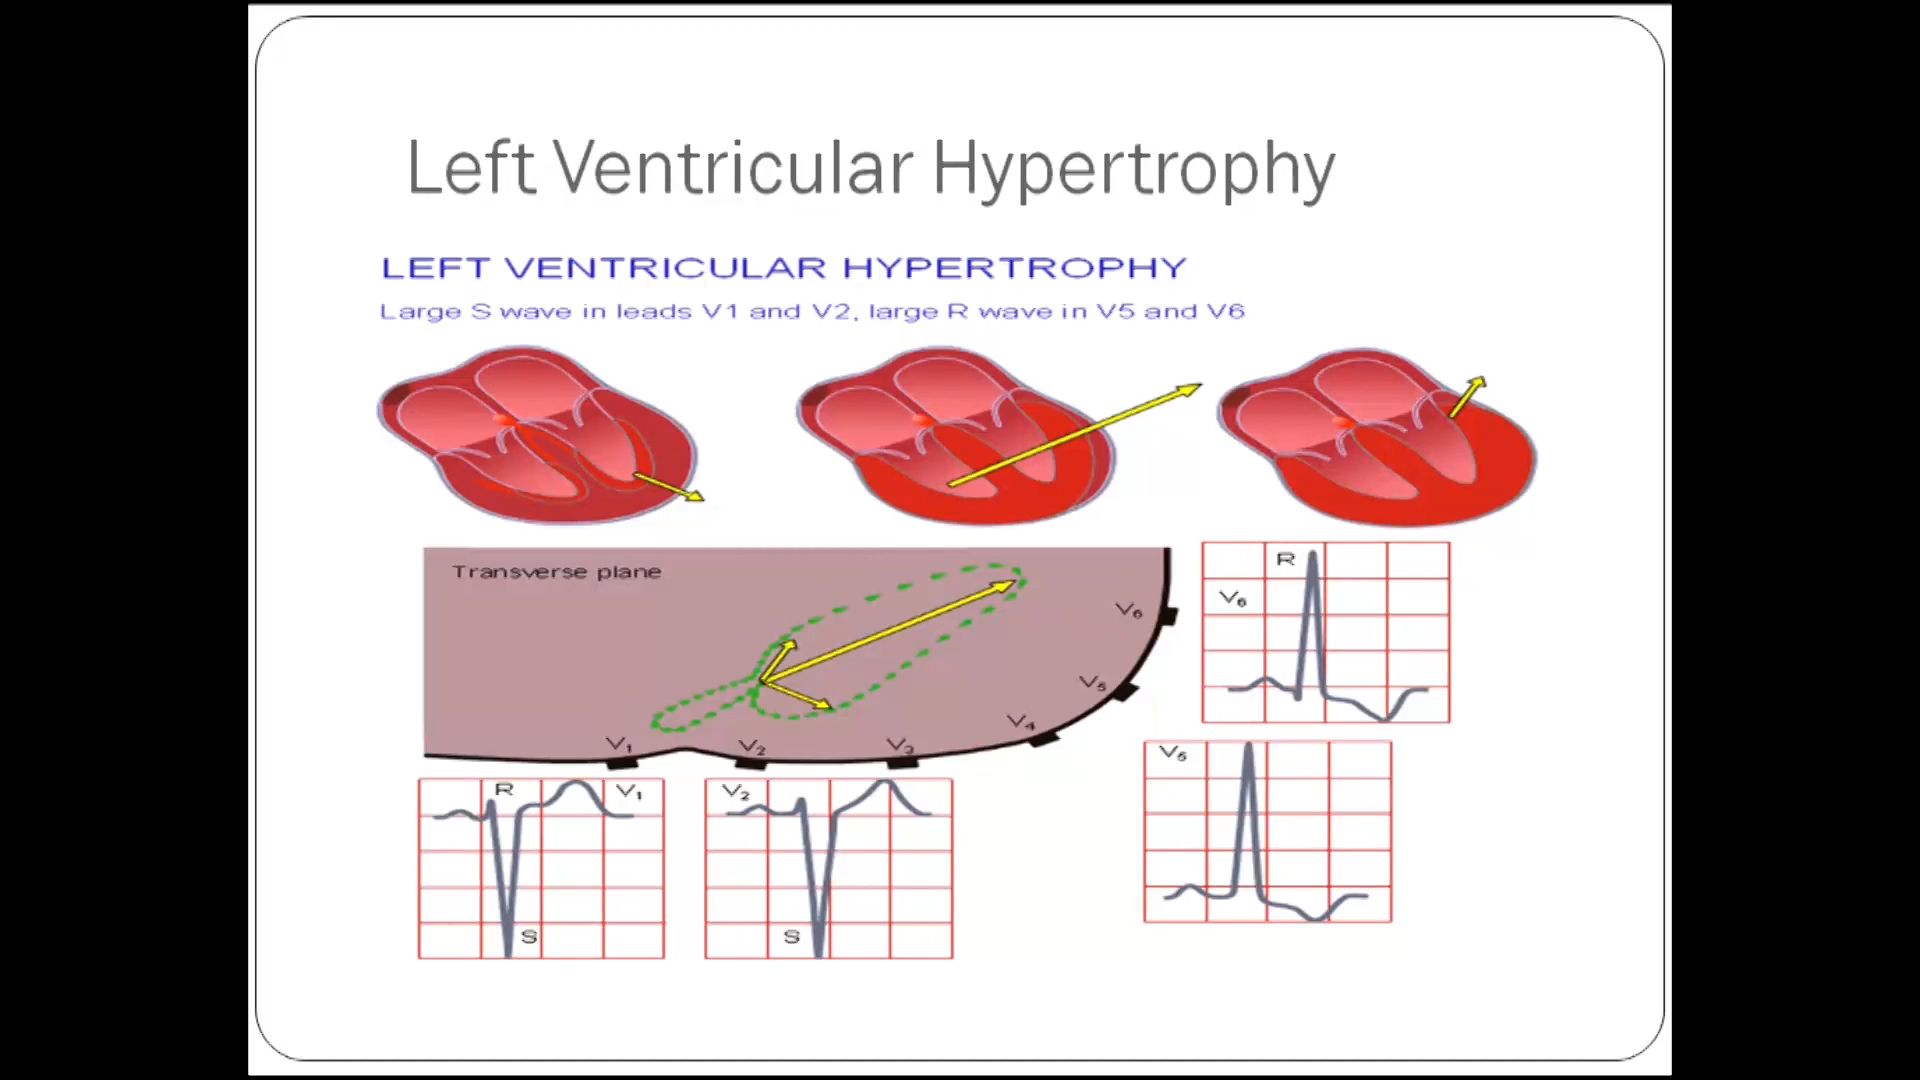 Left Ventricular Hypertrophy
LEFT VENTRICULAR HYPERTROPHY
Large S wave in leads V1 and V2, large R wave in V5 and V6
Transverse plane
V₆
V₅
V₄
V₁
V₂
V₃
R
V₆
V₅
R
V₁
S
V₂
S